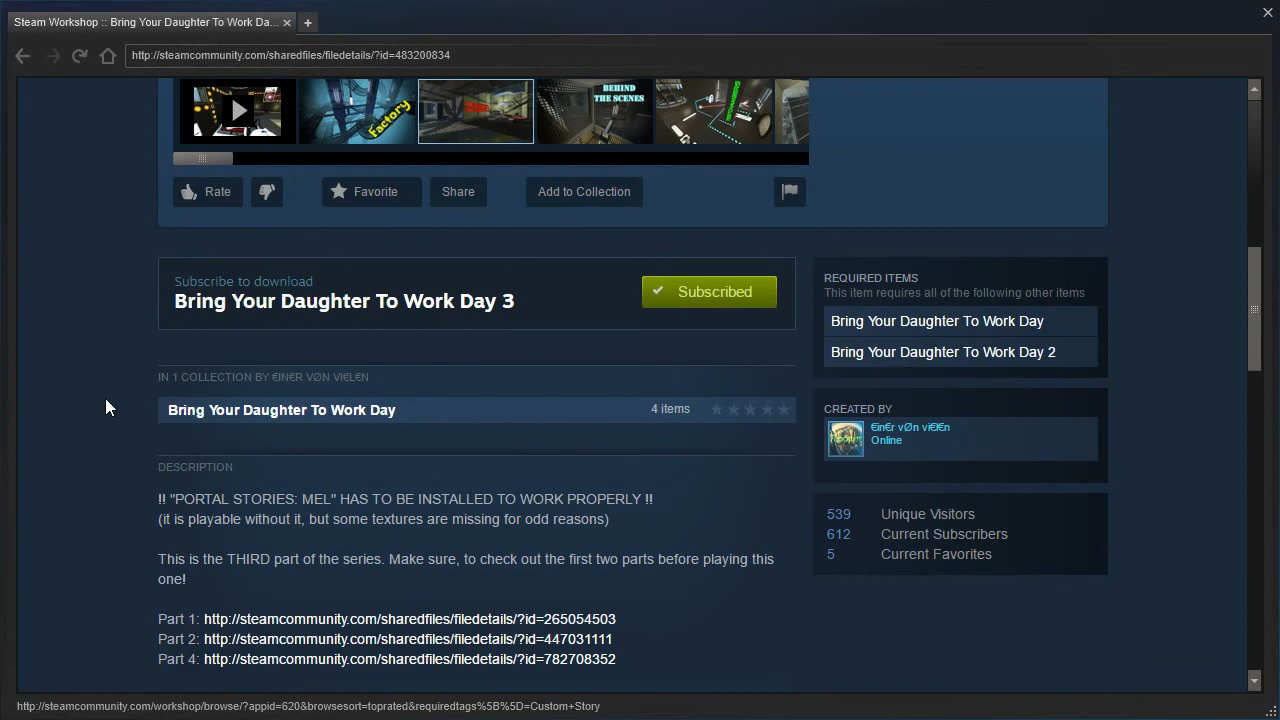 Steam Workshop :: Bring Your Daughter To Work Da...
http://steamcommunity.com/sharedfiles/filedetails/?id=483200834
Factory
BEHIND
THE SCENES
Rate
Favorite
Share
Add to Collection
Subscribe to download
Bring Your Daughter To Work Day 3
Subscribed
IN 1 COLLECTION BY €IN€R VØN VI€L€N
Bring Your Daughter To Work Day
4 items
DESCRIPTION
!! "PORTAL STORIES: MEL" HAS TO BE INSTALLED TO WORK PROPERLY !!
(it is playable without it, but some textures are missing for odd reasons)
This is the THIRD part of the series. Make sure, to check out the first two parts before playing this
one!
Part 1: http://steamcommunity.com/sharedfiles/filedetails/?id=265054503
Part 2: http://steamcommunity.com/sharedfiles/filedetails/?id=447031111
Part 4: http://steamcommunity.com/sharedfiles/filedetails/?id=782708352
REQUIRED ITEMS
This item requires all of the following other items
Bring Your Daughter To Work Day
Bring Your Daughter To Work Day 2
CREATED BY
€in€r vØn vi€l€n
Online
539 Unique Visitors
612 Current Subscribers
5 Current Favorites
http://steamcommunity.com/workshop/browse/?appid=620&browsesort=toprated&requiredtags%5B%5D=Custom+Story